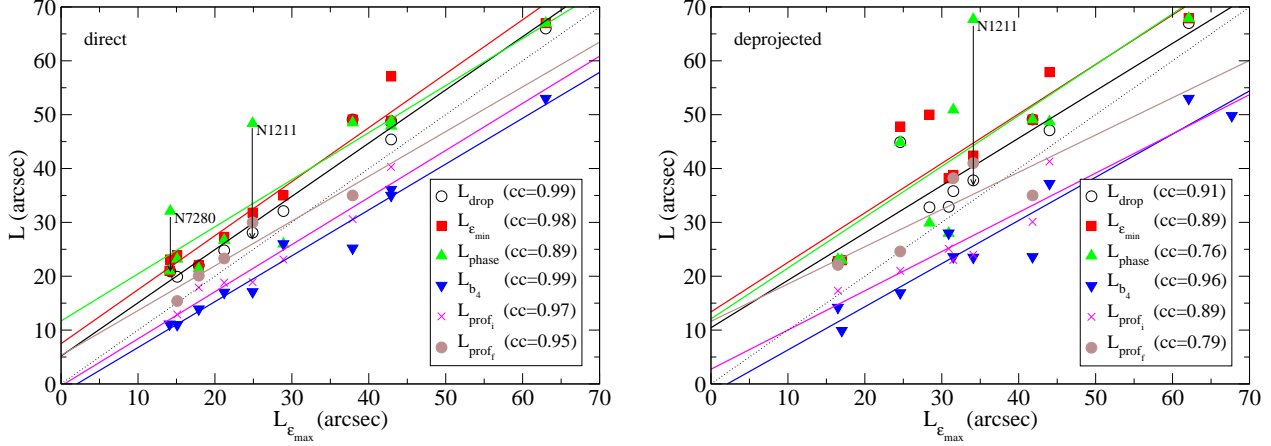 direct
L (arcsec)
70
60
50
40
30
20
10
0
N1211
N7280
L_drop (cc=0.99)
L_ε_min (cc=0.98)
L_phase (cc=0.89)
L_b_4 (cc=0.99)
L_prof_i (cc=0.97)
L_prof_f (cc=0.95)
0 10 20 30 40 50 60 70
L_ε_max (arcsec)
deprojected
L (arcsec)
70
60
50
40
30
20
10
0
N1211
L_drop (cc=0.91)
L_ε_min (cc=0.89)
L_phase (cc=0.76)
L_b_4 (cc=0.96)
L_prof_i (cc=0.89)
L_prof_f (cc=0.79)
0 10 20 30 40 50 60 70
L_ε_max (arcsec)